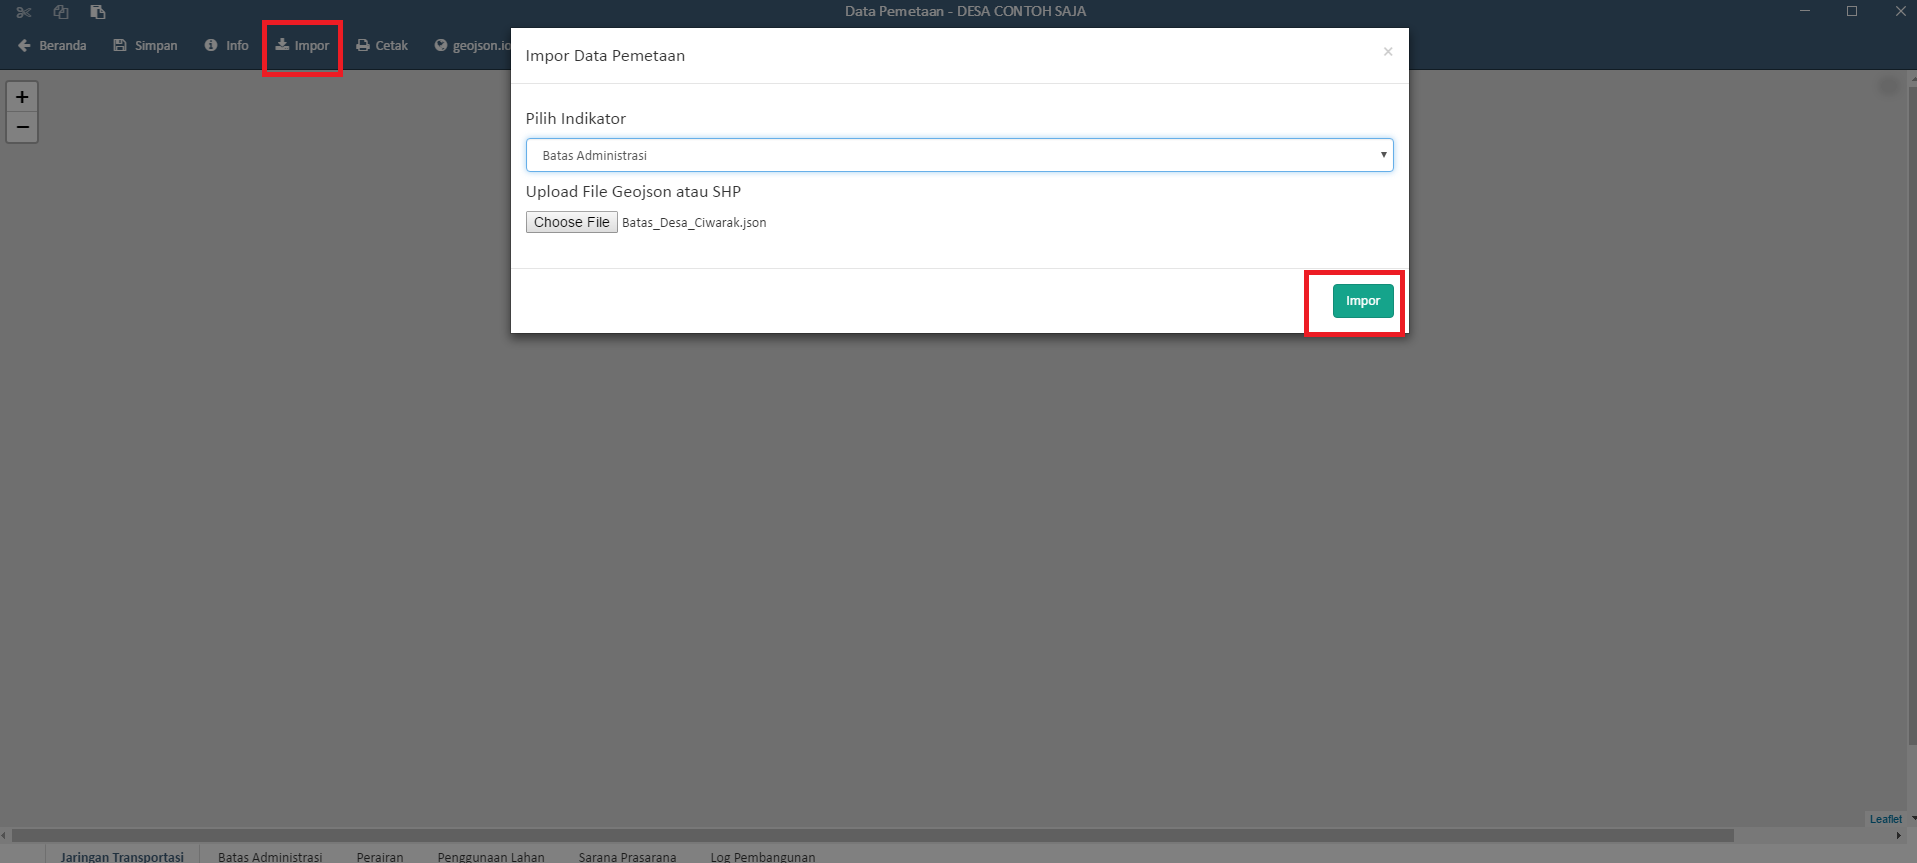 Data Pemetaan - DESA CONTOH SAJA
Beranda Simpan Info Impor Cetak geojson.io
Impor Data Pemetaan ×
+
−
Pilih Indikator
Batas Administrasi
Upload File Geojson atau SHP
Choose File Batas_Desa_Ciwarak.json
Impor
Leaflet
Jaringan Transportasi Batas Administrasi Perairan Penggunaan Lahan Sarana Prasarana Log Pembangunan